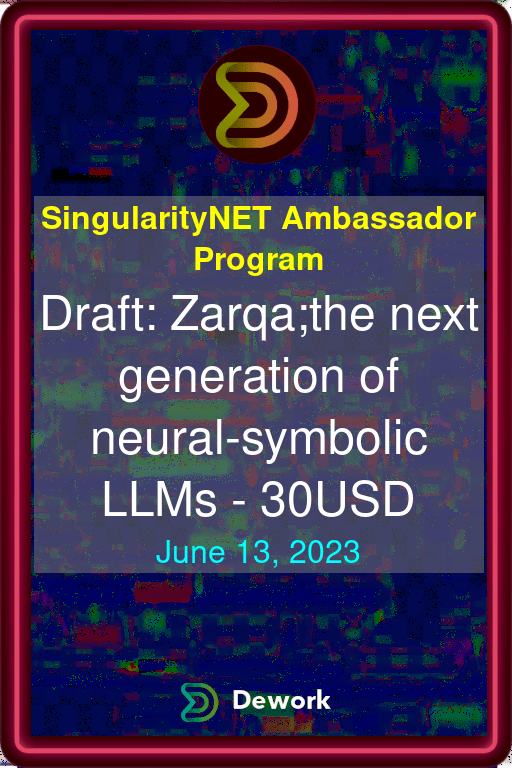 SingularityNET Ambassador
Program
Draft: Zarqa;the next
generation of
neural-symbolic
LLMs - 30USD
June 13, 2023
Dework